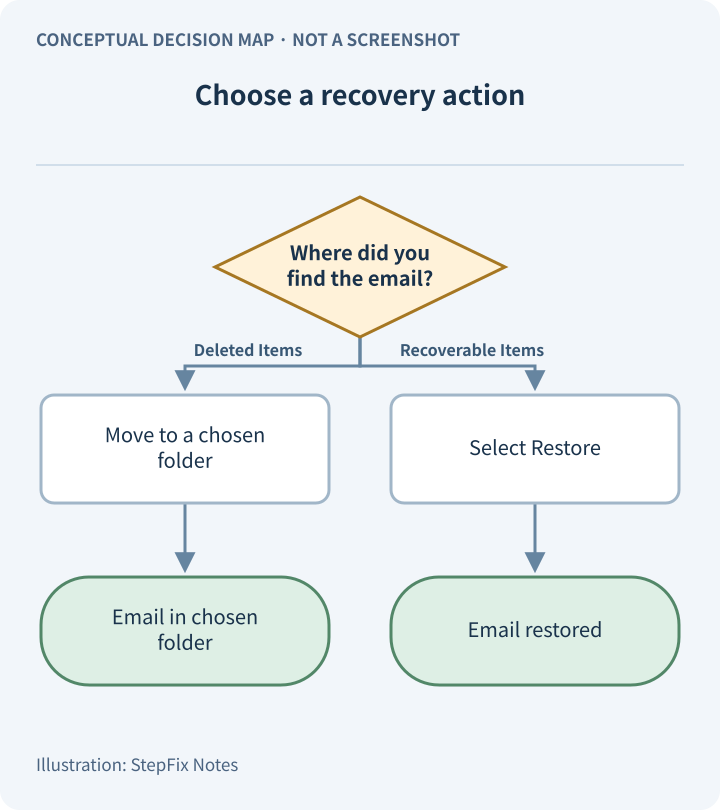 CONCEPTUAL DECISION MAP · NOT A SCREENSHOT
Choose a recovery action
Where did you
find the email?
Deleted Items
Recoverable Items
Move to a chosen
folder
Select Restore
Email in chosen
folder
Email restored
Illustration: StepFix Notes